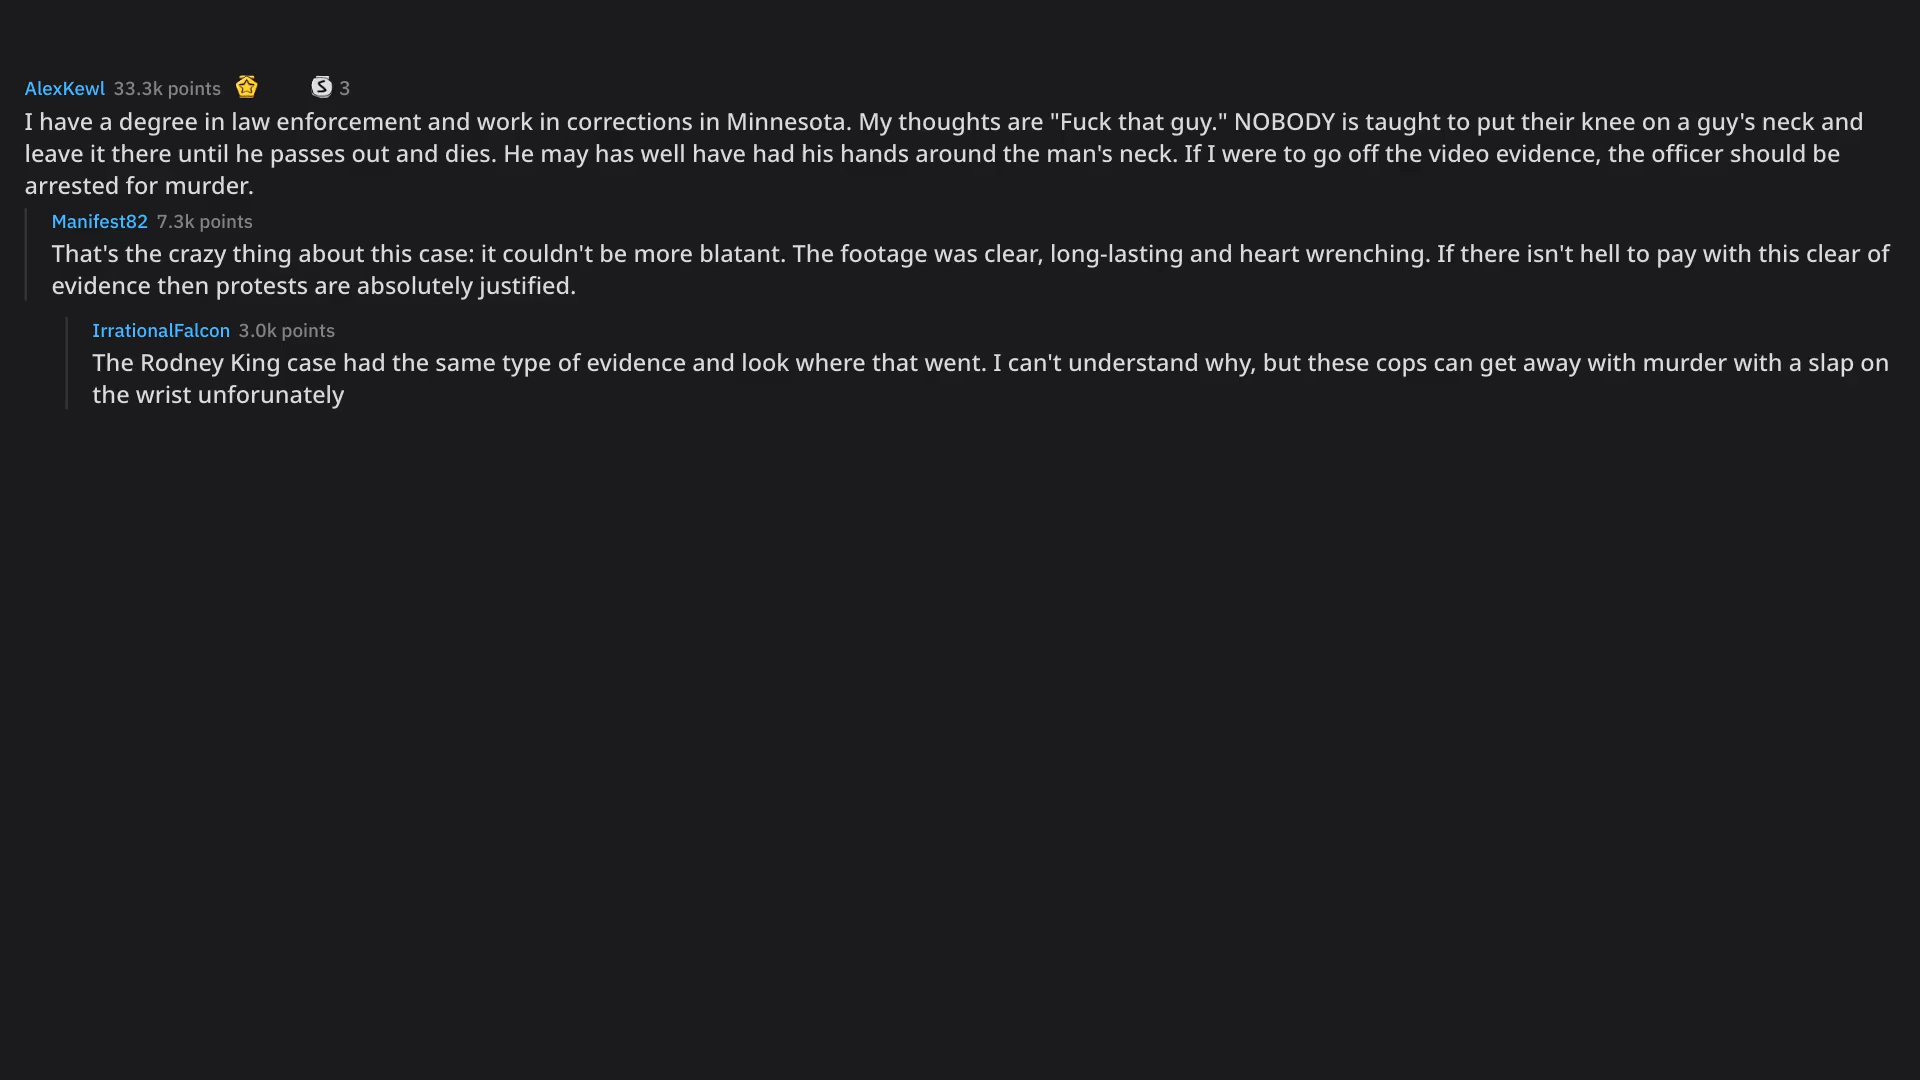 AlexKewl 33.3k points 3
I have a degree in law enforcement and work in corrections in Minnesota. My thoughts are "Fuck that guy." NOBODY is taught to put their knee on a guy's neck and
leave it there until he passes out and dies. He may has well have had his hands around the man's neck. If I were to go off the video evidence, the officer should be
arrested for murder.
Manifest82 7.3k points
That's the crazy thing about this case: it couldn't be more blatant. The footage was clear, long-lasting and heart wrenching. If there isn't hell to pay with this clear of
evidence then protests are absolutely justified.
IrrationalFalcon 3.0k points
The Rodney King case had the same type of evidence and look where that went. I can't understand why, but these cops can get away with murder with a slap on
the wrist unforunately